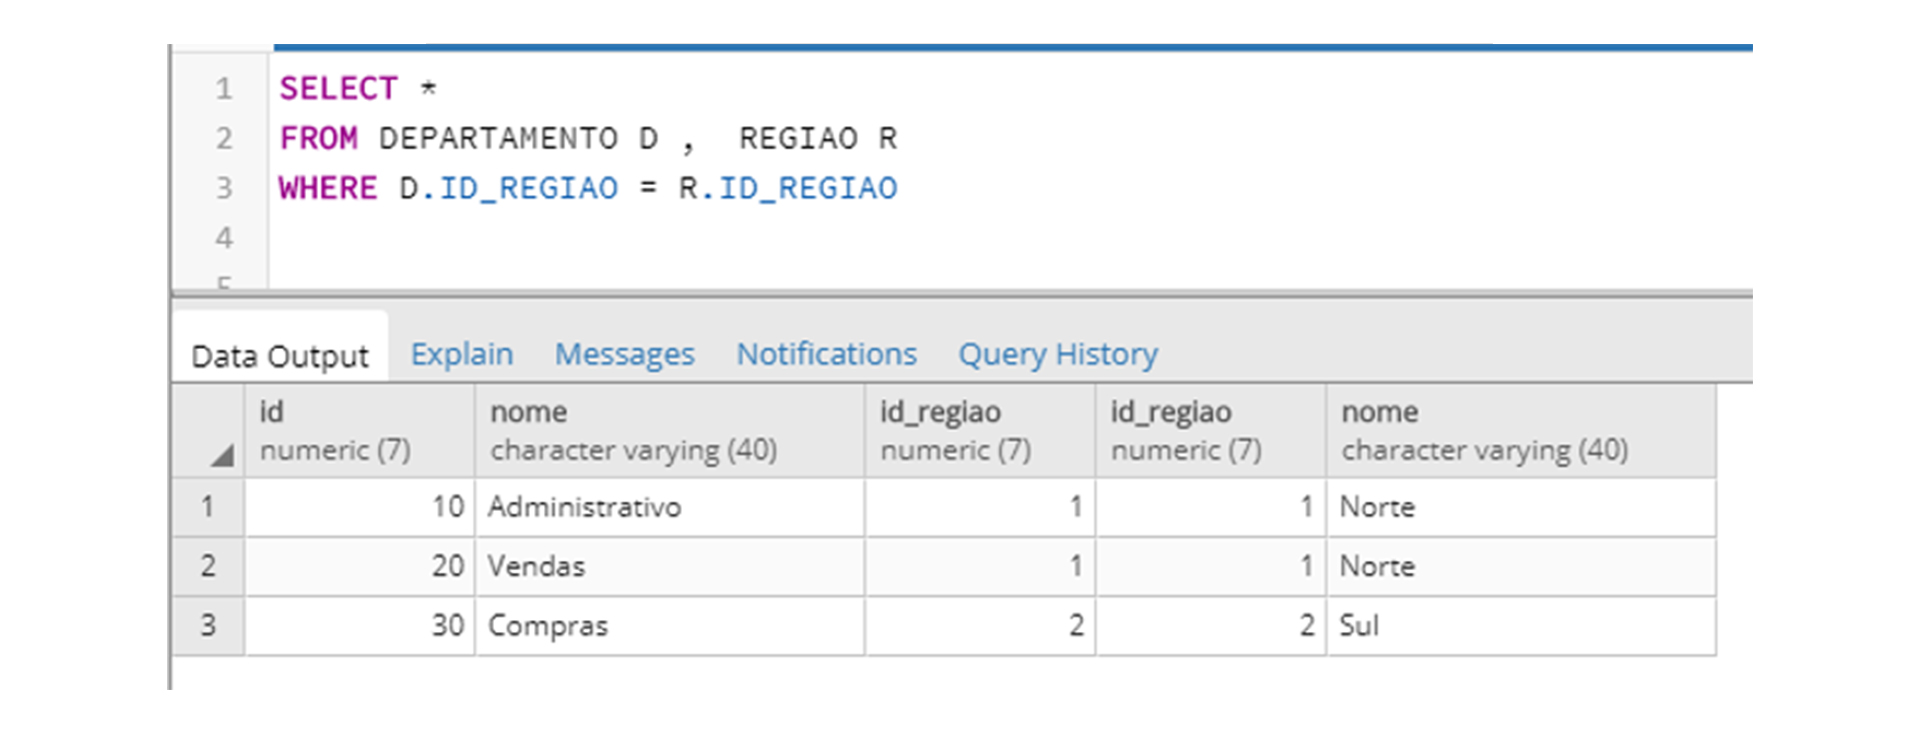 1 SELECT *
2 FROM DEPARTAMENTO D ,  REGIAO R
3 WHERE D.ID_REGIAO = R.ID_REGIAO
4
5
Data Output Explain Messages Notifications Query History
id nome id_regiao id_regiao nome
numeric (7) character varying (40) numeric (7) numeric (7) character varying (40)
1 10 Administrativo 1 1 Norte
2 20 Vendas 1 1 Norte
3 30 Compras 2 2 Sul